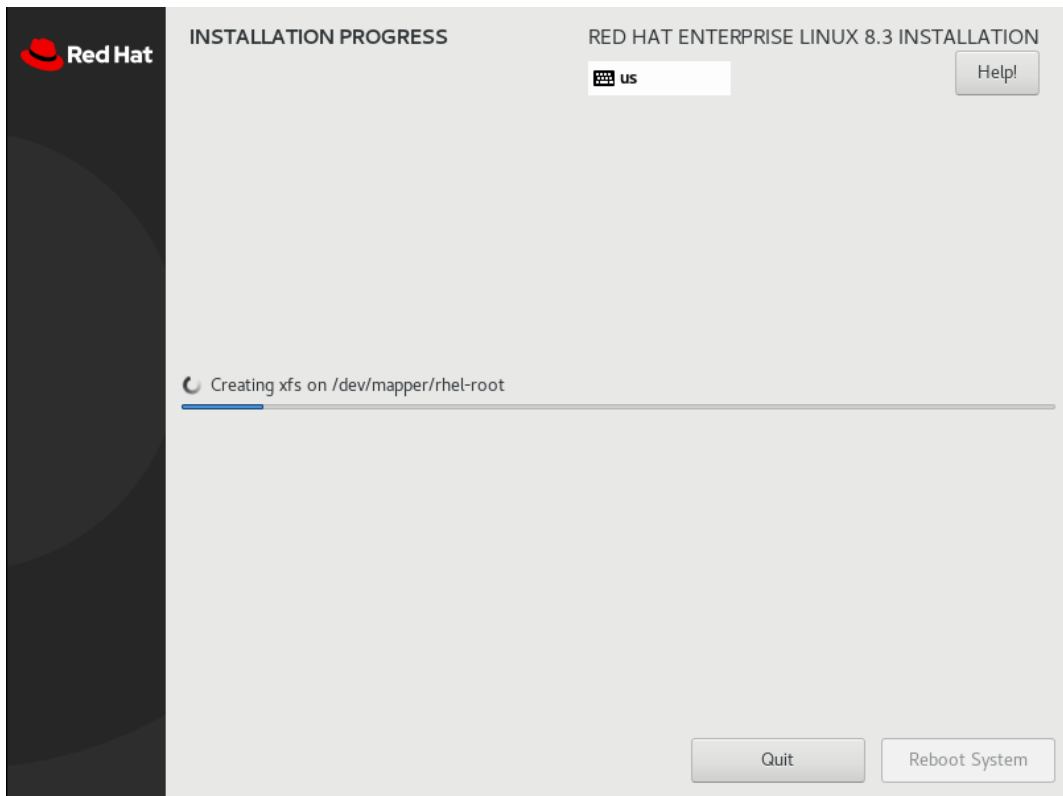 Red Hat
INSTALLATION PROGRESS
RED HAT ENTERPRISE LINUX 8.3 INSTALLATION
us
Help!
Creating xfs on /dev/mapper/rhel-root
Quit
Reboot System